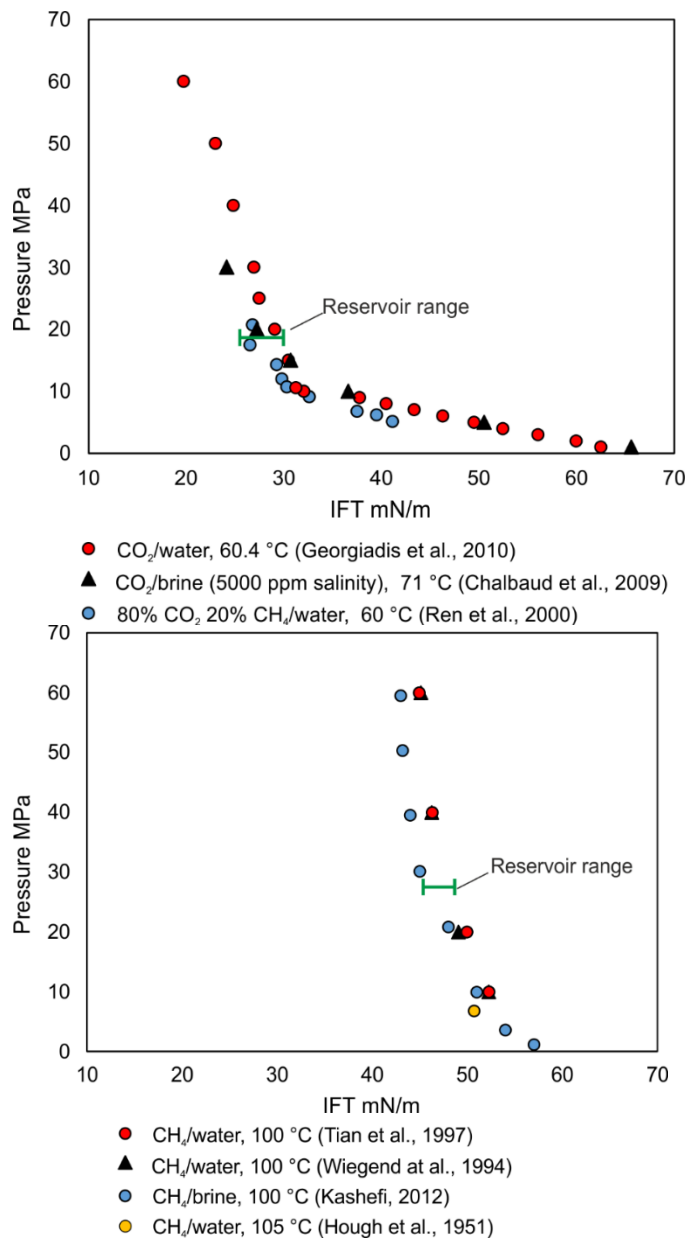 70
60
50
40
30
20
10
0
Pressure MPa
Reservoir range
10 20 30 40 50 60 70
IFT mN/m
CO₂/water, 60.4 °C (Georgiadis et al., 2010)
CO₂/brine (5000 ppm salinity), 71 °C (Chalbaud et al., 2009)
80% CO₂ 20% CH₄/water, 60 °C (Ren et al., 2000)
70
60
50
40
30
20
10
0
Pressure MPa
Reservoir range
10 20 30 40 50 60 70
IFT mN/m
CH₄/water, 100 °C (Tian et al., 1997)
CH₄/water, 100 °C (Wiegend at al., 1994)
CH₄/brine, 100 °C (Kashefi, 2012)
CH₄/water, 105 °C (Hough et al., 1951)